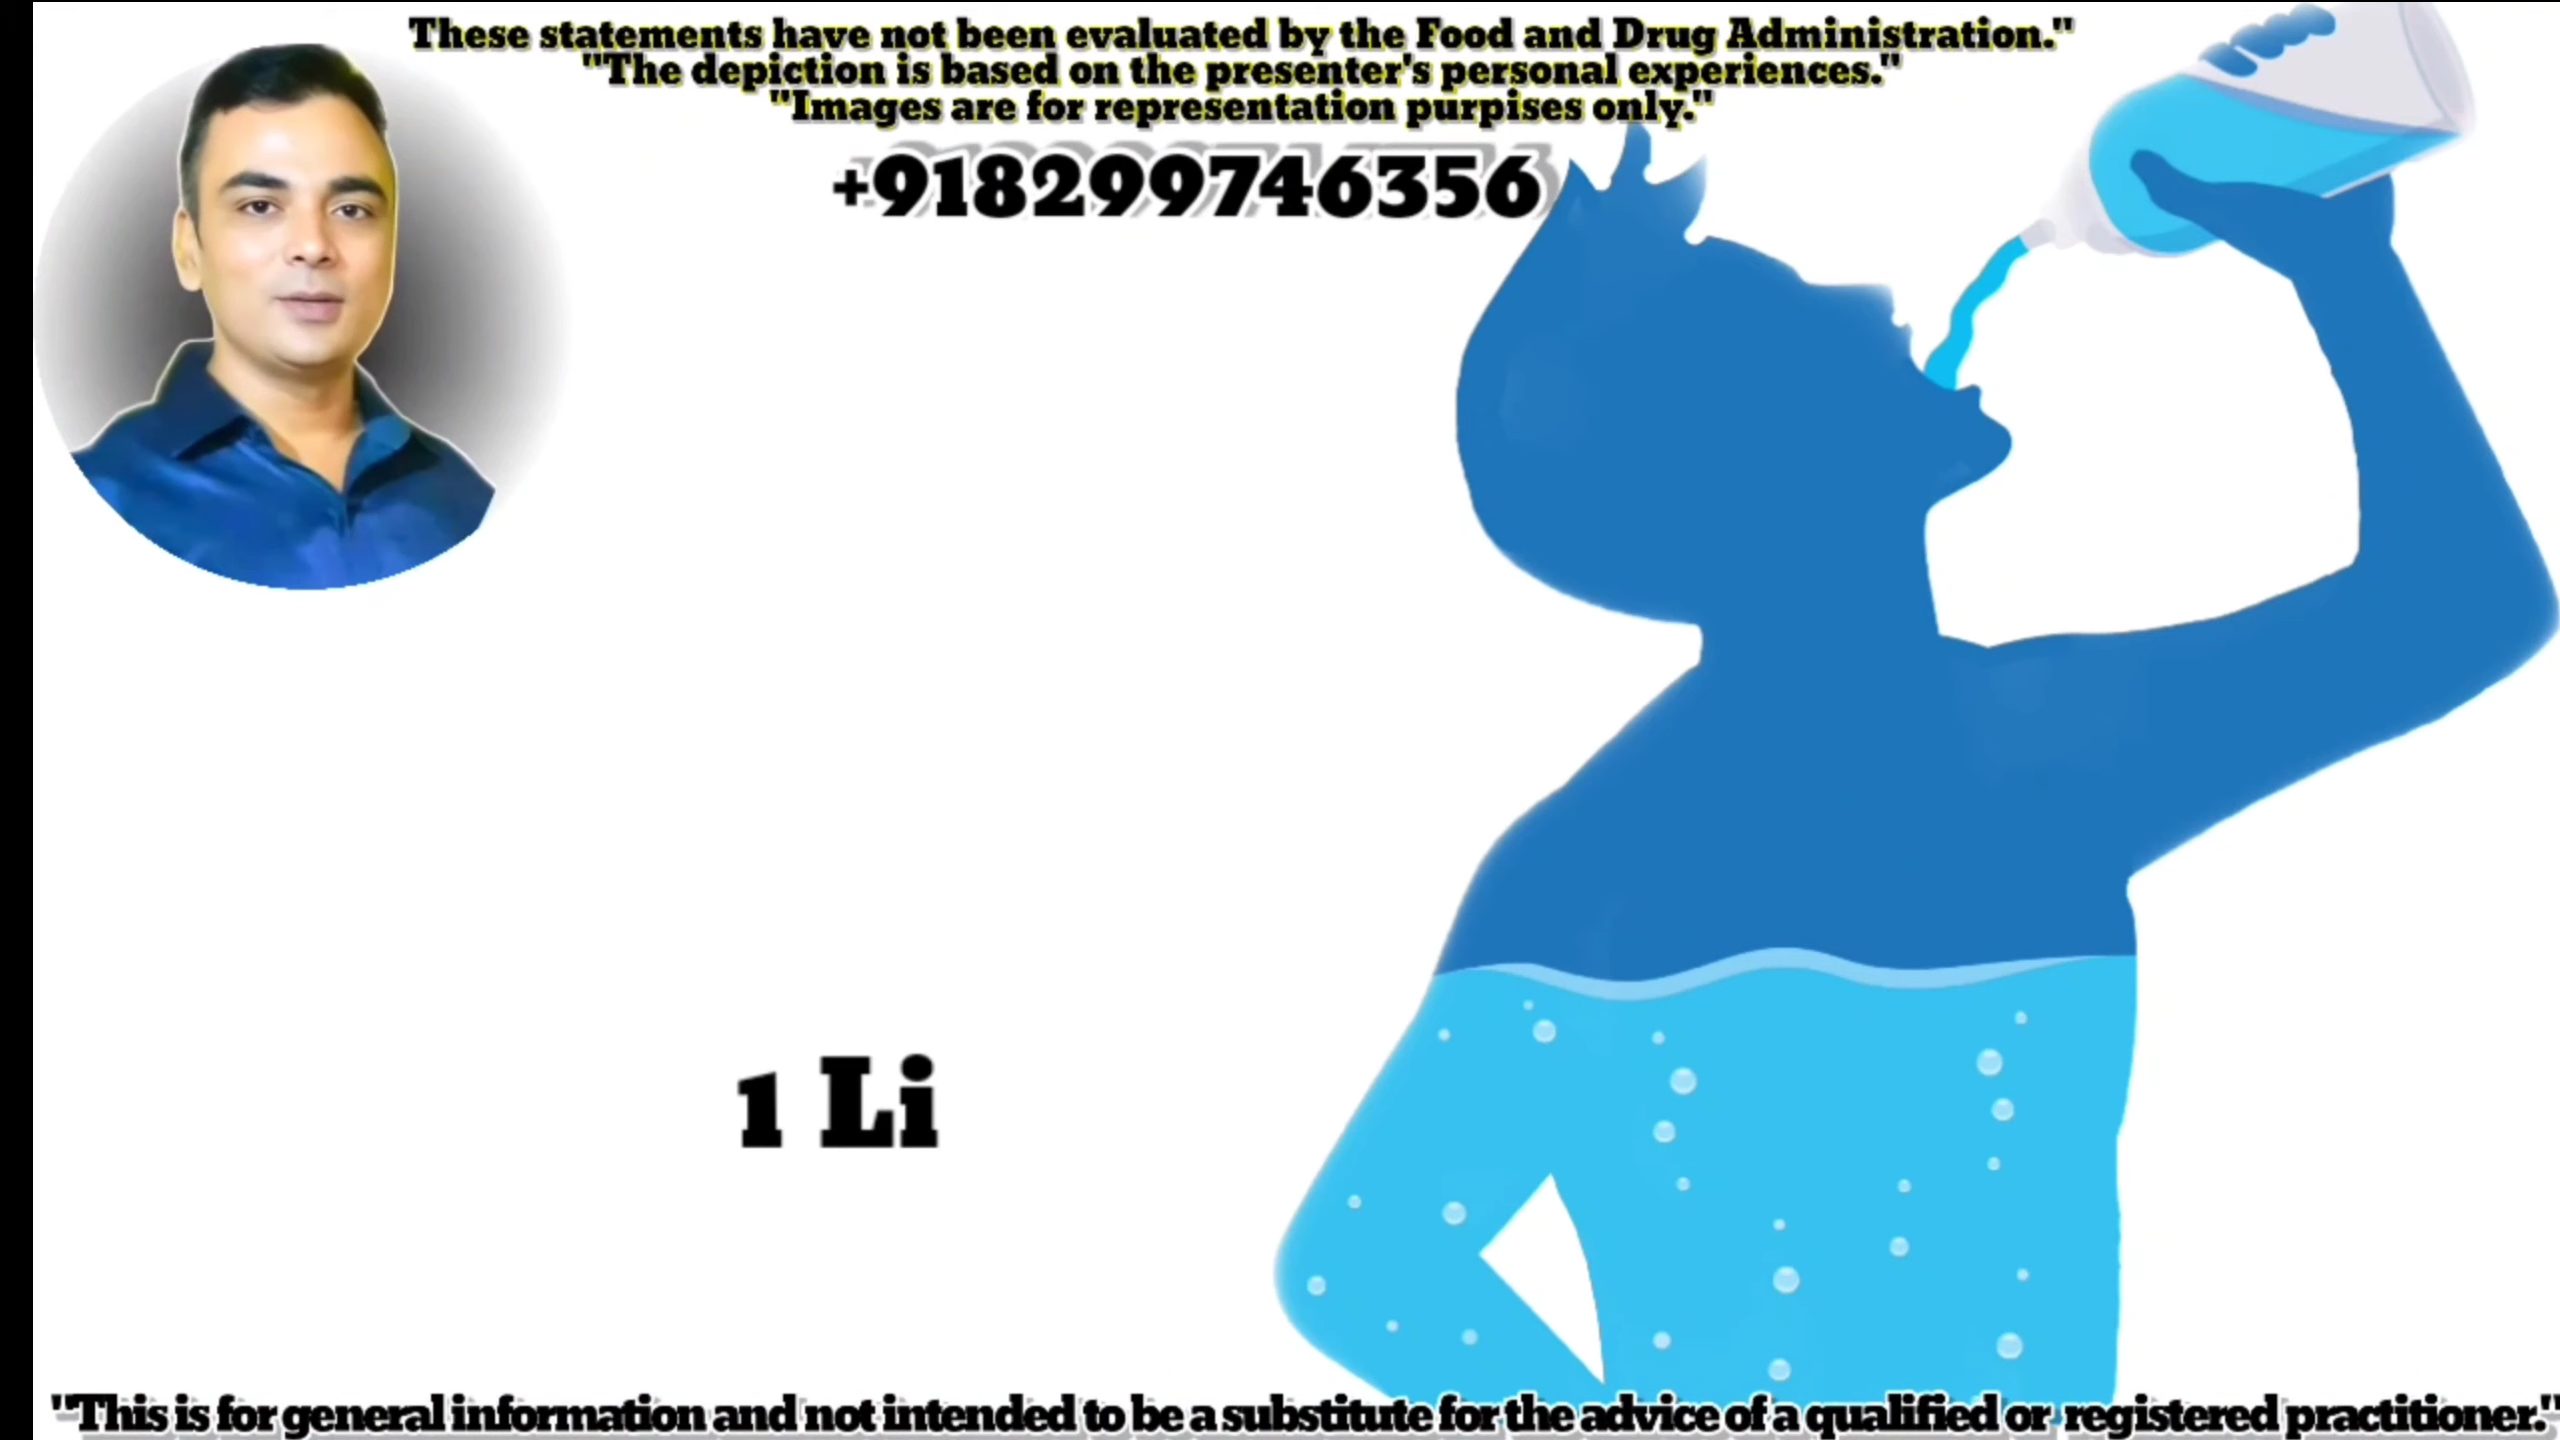 These statements have not been evaluated by the Food and Drug Administration."
"The depiction is based on the presenter's personal experiences."
"Images are for representation purpises only."
+918299746356
1 Li
"This is for general information and not intended to be a substitute for the advice of a qualified or registered practitioner."